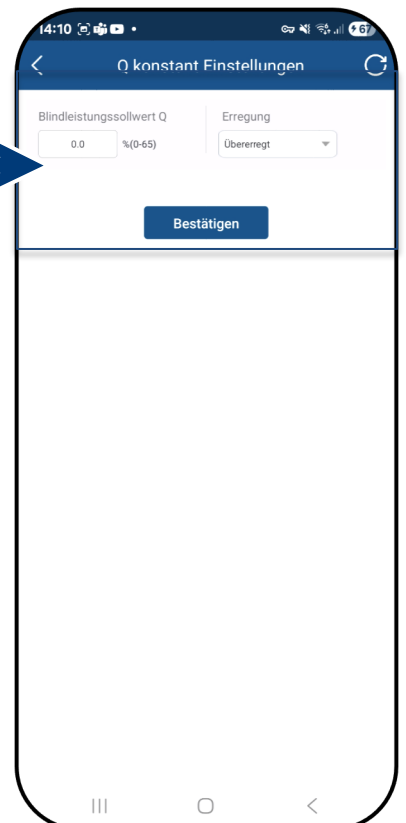 14:10
67
Q konstant Einstellungen
Blindleistungssollwert Q
Erregung
0.0 %(0-65)
Übererregt
Bestätigen